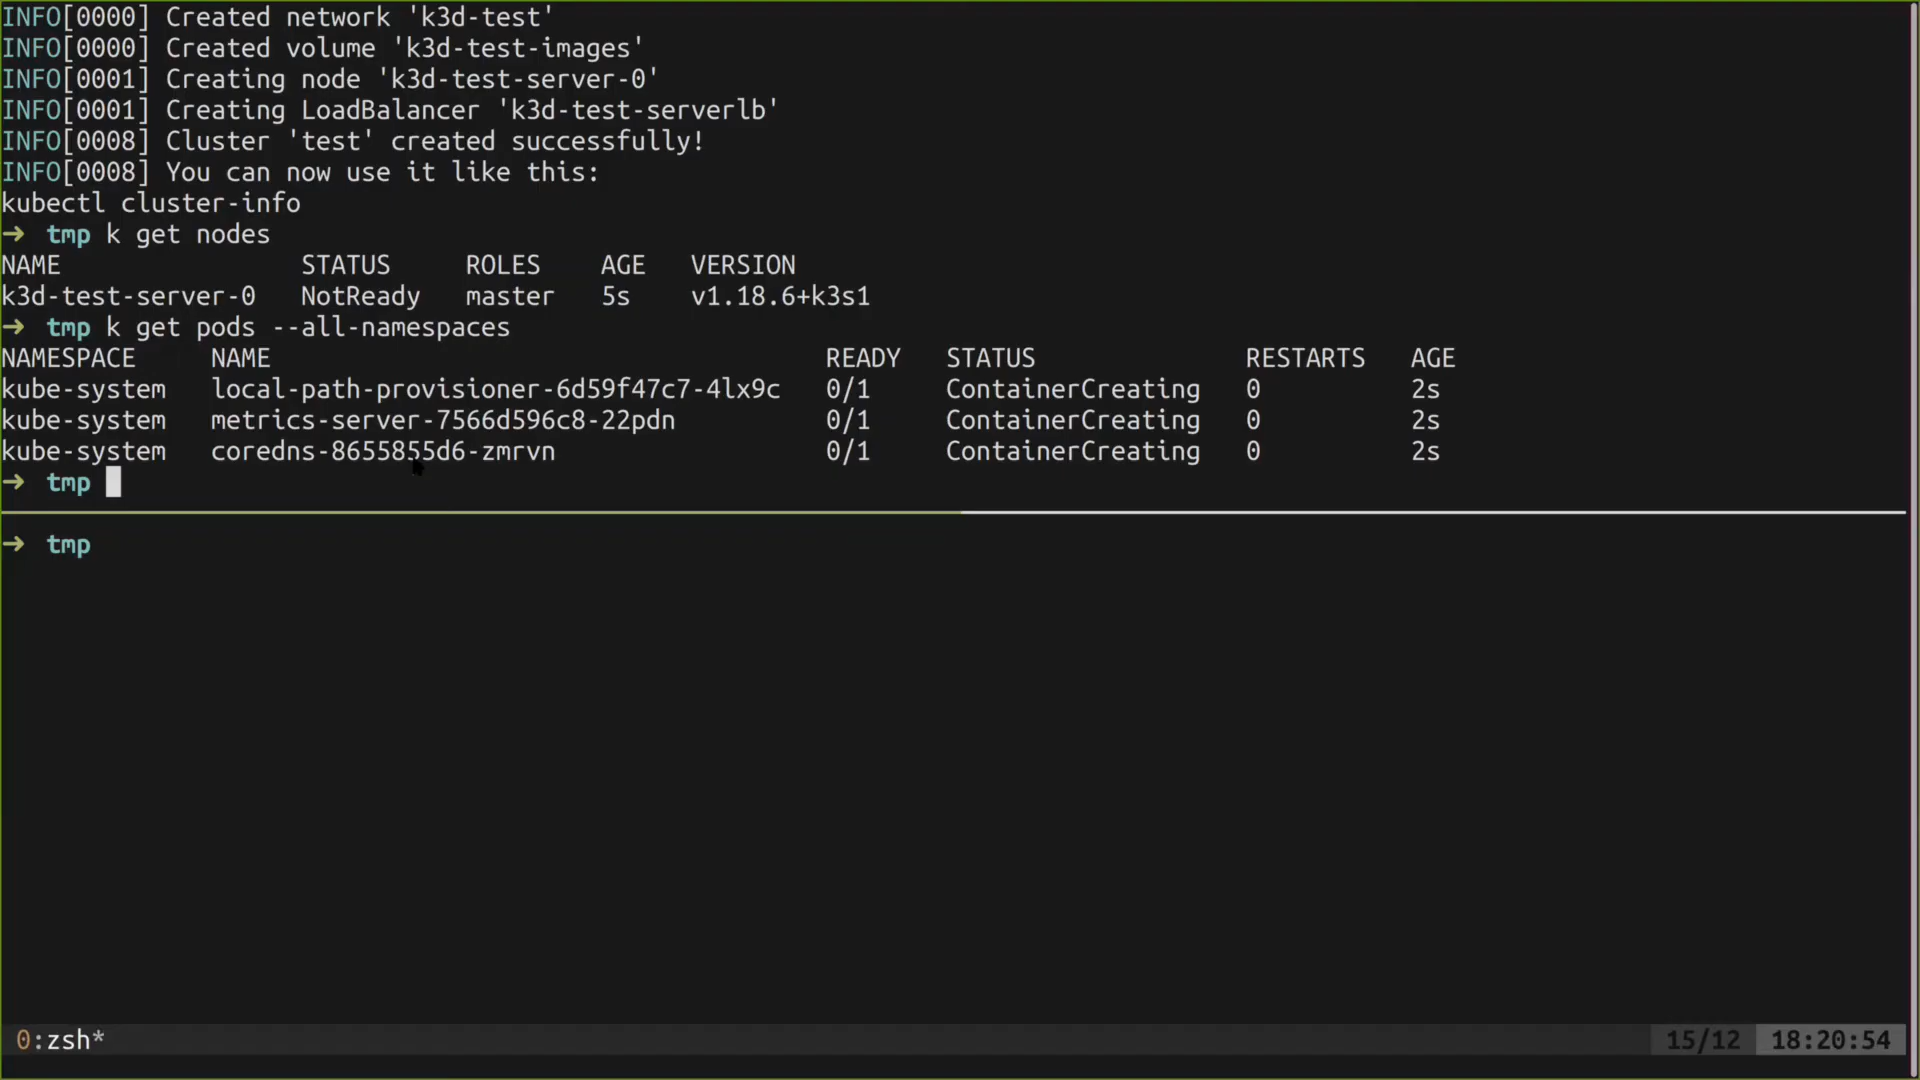 INFO[0000] Created network 'k3d-test'
INFO[0000] Created volume 'k3d-test-images'
INFO[0001] Creating node 'k3d-test-server-0'
INFO[0001] Creating LoadBalancer 'k3d-test-serverlb'
INFO[0008] Cluster 'test' created successfully!
INFO[0008] You can now use it like this:
kubectl cluster-info
➜  tmp k get nodes
NAME                STATUS     ROLES    AGE   VERSION
k3d-test-server-0   NotReady   master   5s    v1.18.6+k3s1
➜  tmp k get pods --all-namespaces
NAMESPACE     NAME                                     READY   STATUS              RESTARTS   AGE
kube-system   local-path-provisioner-6d59f47c7-4lx9c   0/1     ContainerCreating   0          2s
kube-system   metrics-server-7566d596c8-22pdn          0/1     ContainerCreating   0          2s
kube-system   coredns-8655855d6-zmrvn                  0/1     ContainerCreating   0          2s
➜  tmp
➜  tmp
0:zsh* 15/12 18:20:54